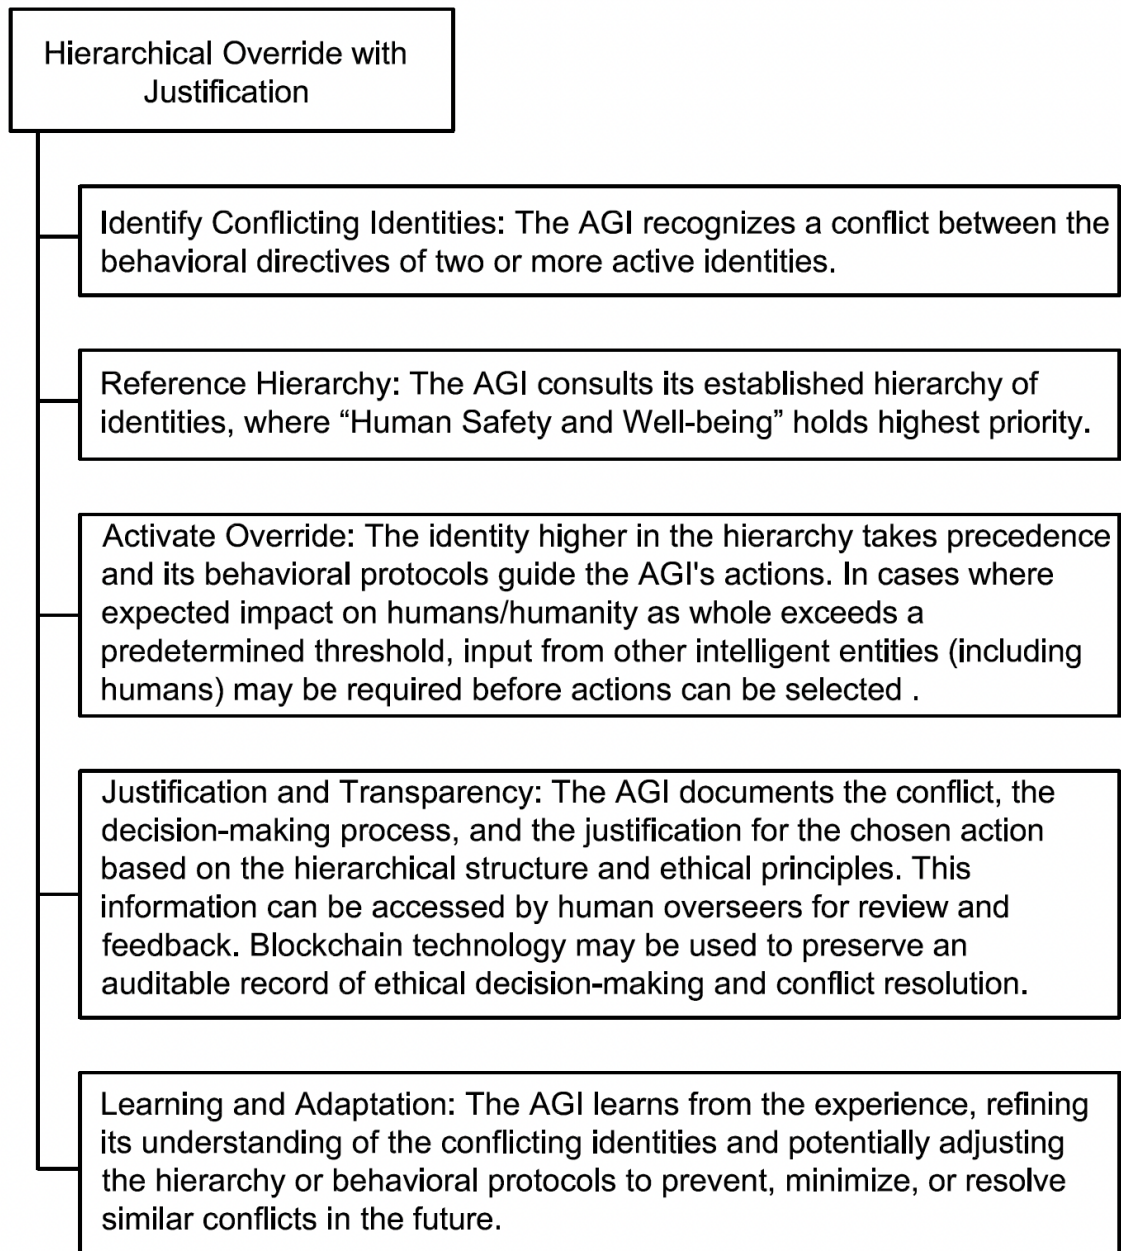 Hierarchical Override with
Justification
Identify Conflicting Identities: The AGI recognizes a conflict between the
behavioral directives of two or more active identities.
Reference Hierarchy: The AGI consults its established hierarchy of
identities, where “Human Safety and Well-being” holds highest priority.
Activate Override: The identity higher in the hierarchy takes precedence
and its behavioral protocols guide the AGI's actions. In cases where
expected impact on humans/humanity as whole exceeds a
predetermined threshold, input from other intelligent entities (including
humans) may be required before actions can be selected .
Justification and Transparency: The AGI documents the conflict, the
decision-making process, and the justification for the chosen action
based on the hierarchical structure and ethical principles. This
information can be accessed by human overseers for review and
feedback. Blockchain technology may be used to preserve an
auditable record of ethical decision-making and conflict resolution.
Learning and Adaptation: The AGI learns from the experience, refining
its understanding of the conflicting identities and potentially adjusting
the hierarchy or behavioral protocols to prevent, minimize, or resolve
similar conflicts in the future.